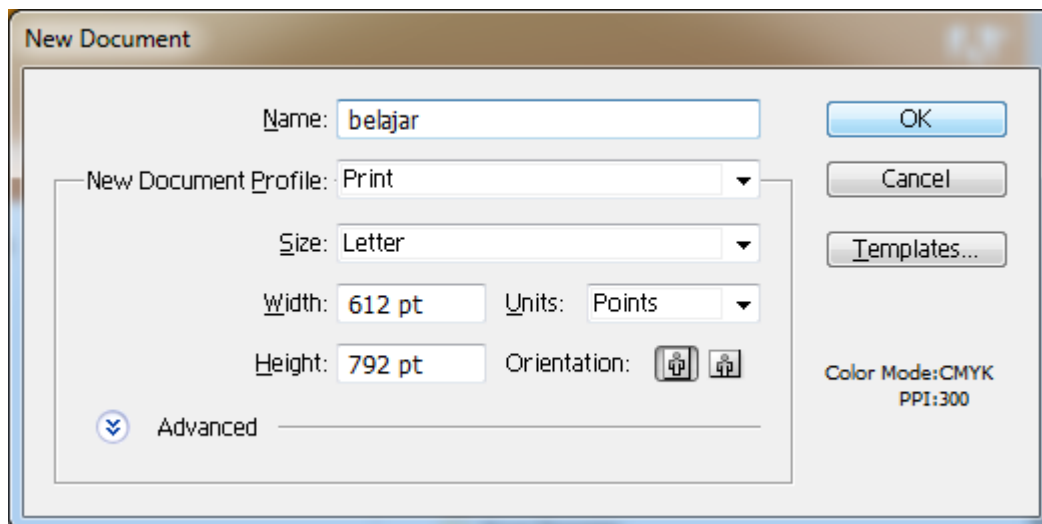 New Document
Name: belajar
OK
New Document Profile: Print
Cancel
Size: Letter
Templates...
Width: 612 pt Units: Points
Height: 792 pt Orientation:
Color Mode:CMYK
PPI:300
Advanced